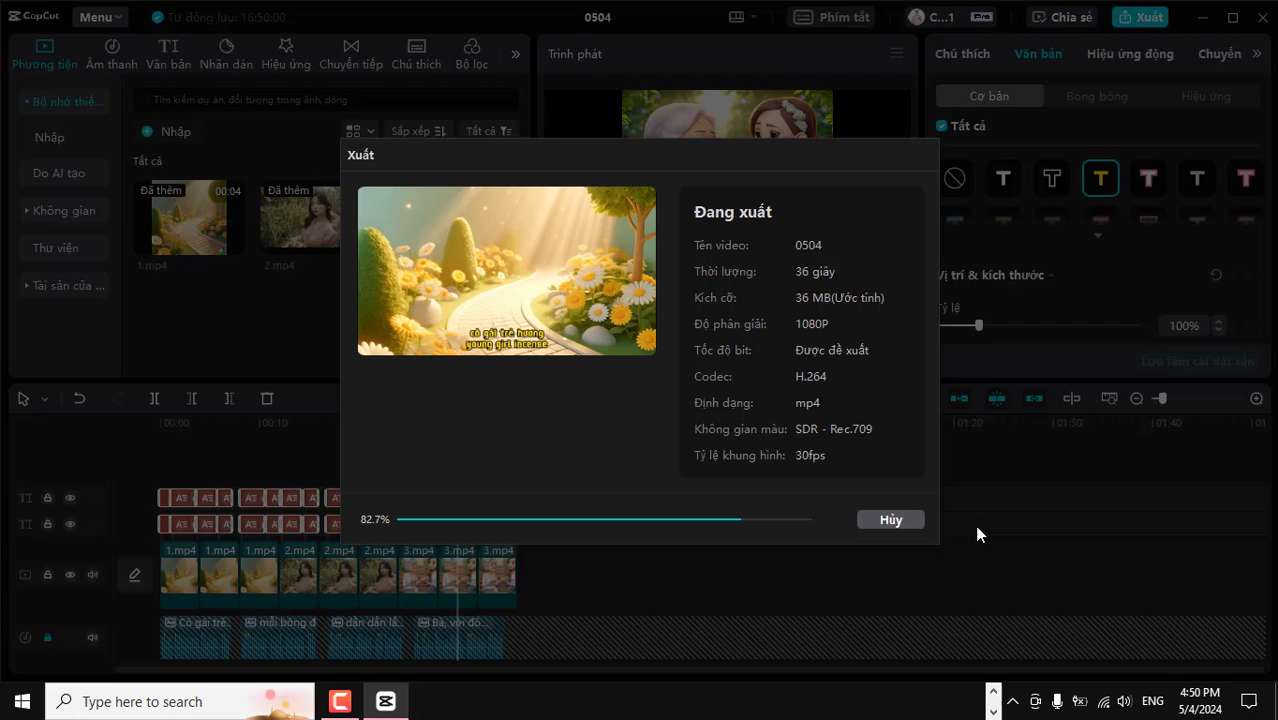 CapCut
Menu
Tự động lưu: 16:50:00
0504
Phím tắt
C...1
Pro
Chia sẻ
Xuất
Phương tiện
Âm thanh
Văn bản
Nhãn dán
Hiệu ứng
Chuyển tiếp
Chú thích
Bộ lọc
Trình phát
Chú thích
Văn bản
Hiệu ứng động
Chuyển
Bộ nhớ thiế...
Nhập
Do AI tạo
Không gian
Thư viện
Tài sản của ...
Tìm kiếm dự án, đối tượng trong ảnh, dòng
Nhập
Sắp xếp
Tất cả
Tất cả
Đã thêm
00:04
1.mp4
Đã thêm
2.mp4
Cơ bản
Bong bóng
Hiệu ứng
Tất cả
Vị trí & kích thước
Tỷ lệ
100%
Lưu làm cài đặt sẵn
Xuất
cô gái trẻ hương
young girl incense
Đang xuất
Tên video: 0504
Thời lượng: 36 giây
Kích cỡ: 36 MB(Ước tính)
Độ phân giải: 1080P
Tốc độ bit: Được đề xuất
Codec: H.264
Định dạng: mp4
Không gian màu: SDR - Rec.709
Tỷ lệ khung hình: 30fps
82.7%
Hủy
00:00
00:10
01:20
01:30
01:40
1.mp4
1.mp4
1.mp4
2.mp4
2.mp4
2.mp4
3.mp4
3.mp4
3.mp4
Cô gái trẻ...
mỗi bông đ
dần dần lấ...
Bà, với đô...
Type here to search
ENG
4:50 PM
5/4/2024